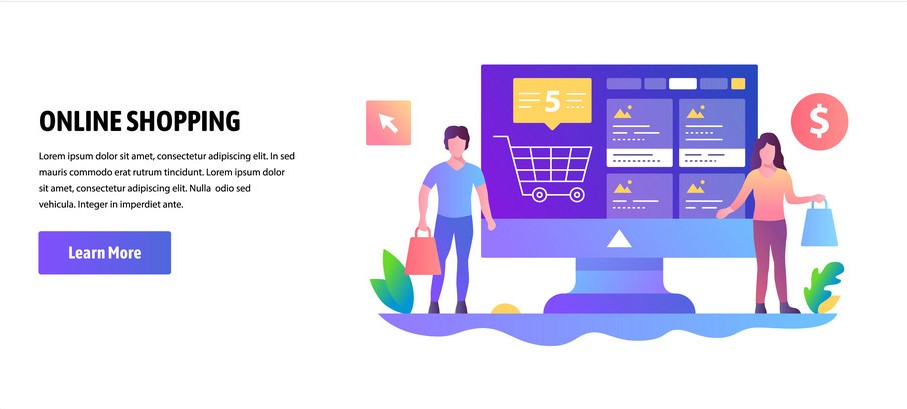 ONLINE SHOPPING
Lorem ipsum dolor sit amet, consectetur adipiscing elit. In sed
mauris commodo erat rutrum tincidunt. Lorem ipsum dolor
sit amet, consectetur adipiscing elit. Nulla  odio sed
vehicula. Integer in imperdiet ante.
Learn More
5
$